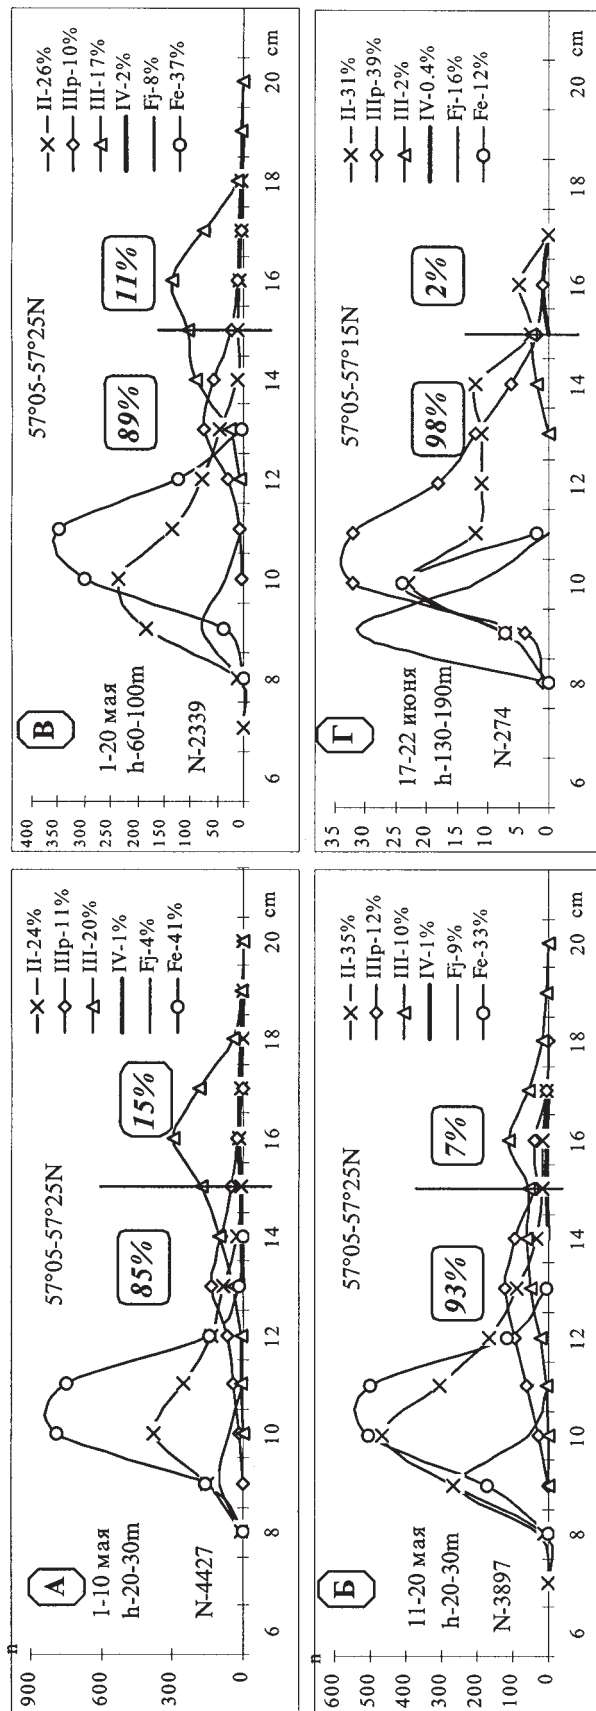 А
n
900
600
300
0
6
8
10
12
14
16
18
20
cm
1-10 мая
h-20-30m
N-4427
57°05-57°25N
85%
15%
II-24%
IIIp-11%
III-20%
IV-1%
Fj-4%
Fe-41%
В
400
350
300
250
200
150
100
50
0
6
8
10
12
14
16
18
20
cm
1-20 мая
h-60-100m
N-2339
57°05-57°25N
89%
11%
II-26%
IIIp-10%
III-17%
IV-2%
Fj-8%
Fe-37%
Б
n
600
500
400
300
200
100
0
6
8
10
12
14
16
18
20
cm
11-20 мая
h-20-30m
N-3897
57°05-57°25N
93%
7%
II-35%
IIIp-12%
III-10%
IV-1%
Fj-9%
Fe-33%
Г
35
30
25
20
15
10
5
0
6
8
10
12
14
16
18
20
cm
17-22 июня
h-130-190m
N-274
57°05-57°15N
98%
2%
II-31%
IIIp-39%
III-2%
IV-0.4%
Fj-16%
Fe-12%